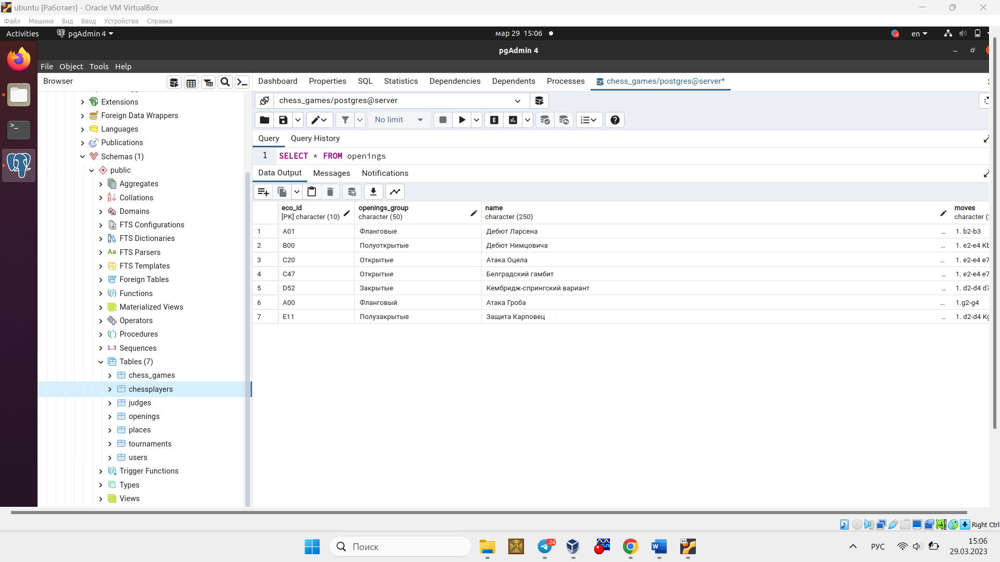 ubuntu [Работает] - Oracle VM VirtualBox
Файл Машина Вид Ввод Устройства Справка
Activities pgAdmin 4 мар 29 15:06 en
pgAdmin 4
File Object Tools Help
Browser Dashboard Properties SQL Statistics Dependencies Dependents Processes chess_games/postgres@server*
chess_games/postgres@server
Extensions
Foreign Data Wrappers
Languages
Publications
Schemas (1)
public
Aggregates
Collations
Domains
FTS Configurations
FTS Dictionaries
Aa FTS Parsers
FTS Templates
Foreign Tables
Functions
Materialized Views
Operators
Procedures
1..3 Sequences
Tables (7)
chess_games
chessplayers
judges
openings
places
tournaments
users
Trigger Functions
Types
Views
No limit
Query Query History
1 SELECT * FROM openings
Data Output Messages Notifications
eco_id openings_group name moves
[PK] character (10) character (50) character (250) character (
1 A01 Фланговые Дебют Ларсена ... 1. b2-b3
2 B00 Полуоткрытые Дебют Нимцовича ... 1. e2-e4 Kb
3 C20 Открытые Атака Оцела ... 1. e2-e4 e7
4 C47 Открытые Белградский гамбит ... 1. e2-e4 e7
5 D52 Закрытые Кембридж-спрингский вариант ... 1. d2-d4 d7
6 A00 Фланговый Атака Гроба ... 1.g2-g4
7 E11 Полузакрытые Защита Карповец ... 1. d2-d4 Kg
Right Ctrl
Поиск 24 РУС 15:06
29.03.2023